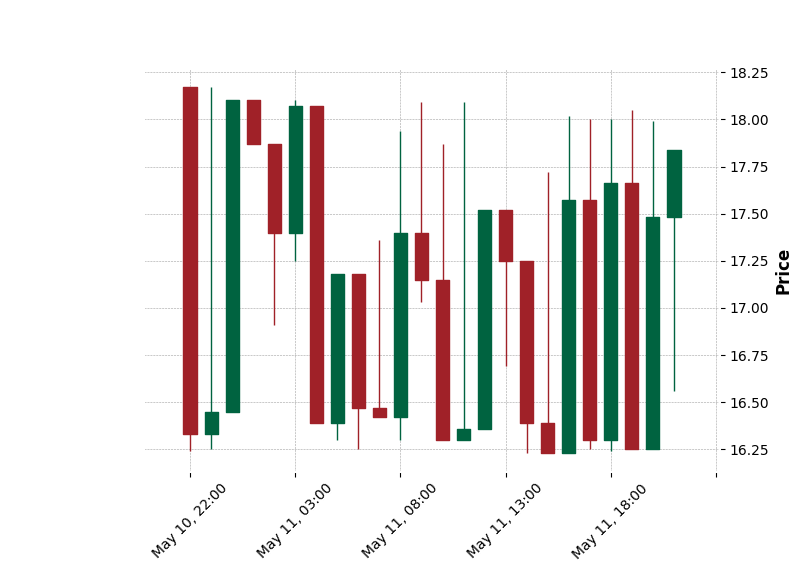 18.25
18.00
17.75
17.50
17.25
17.00
16.75
16.50
16.25
Price
May 10, 22:00
May 11, 03:00
May 11, 08:00
May 11, 13:00
May 11, 18:00